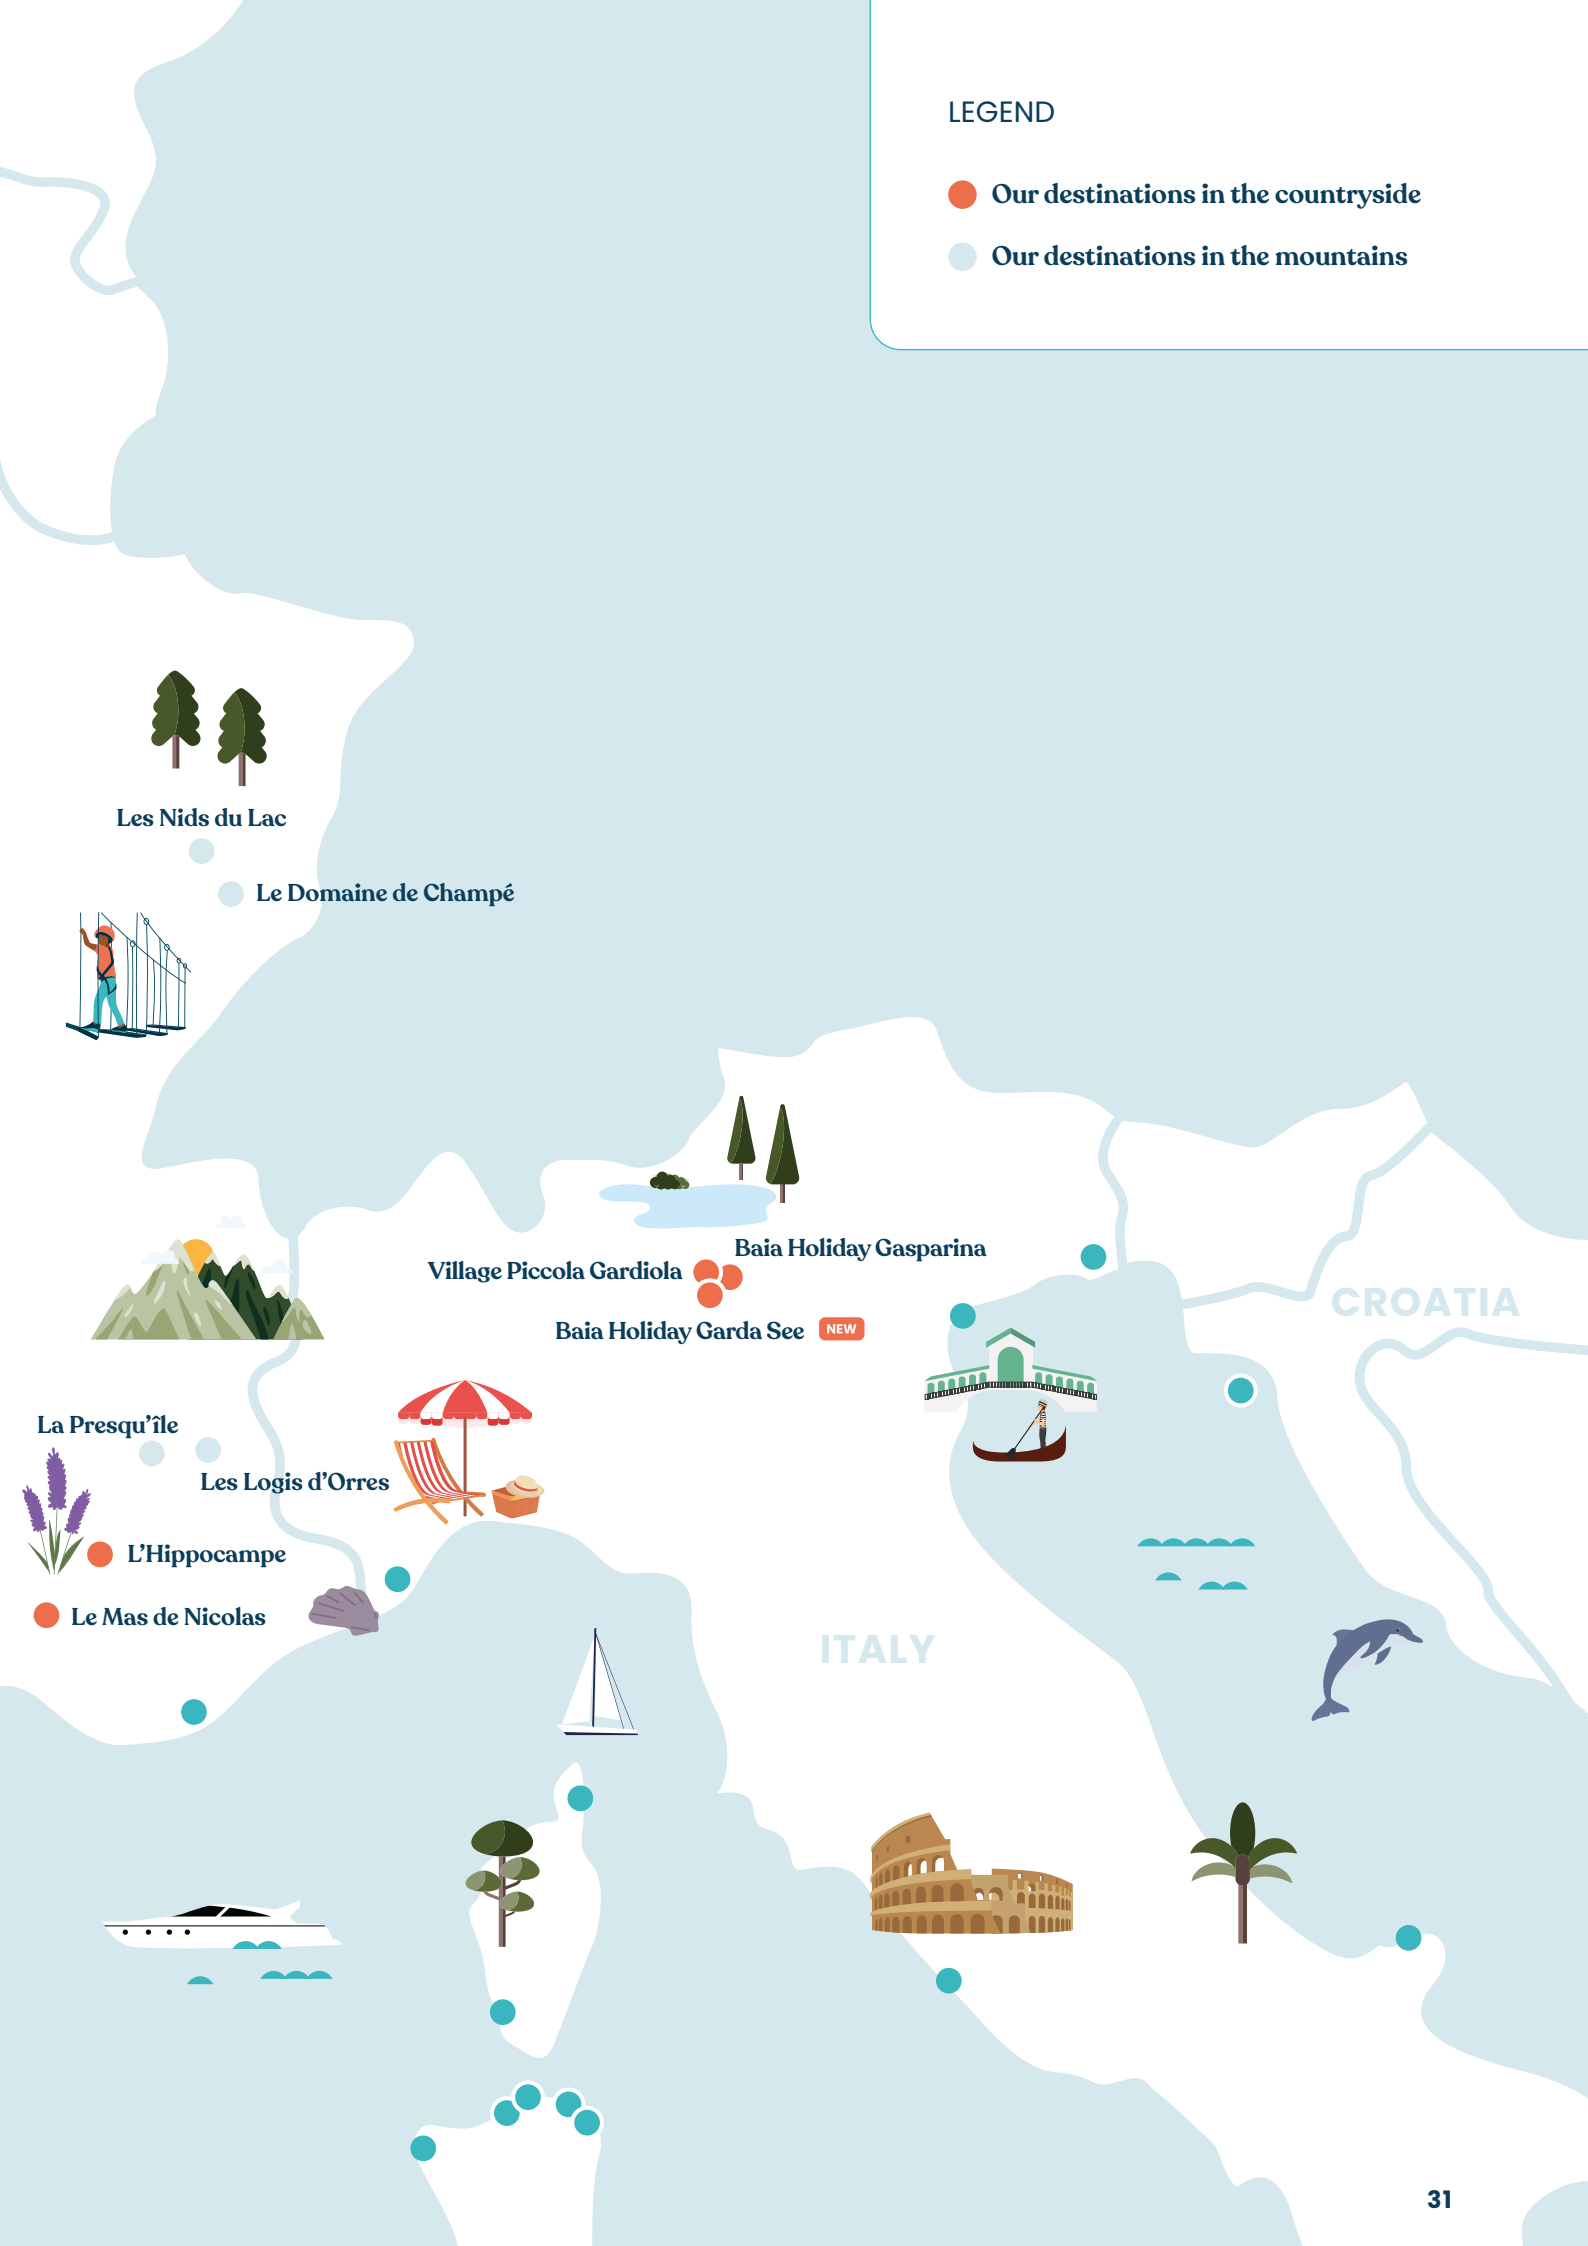 LEGEND
Our destinations in the countryside
Our destinations in the mountains
Les Nids du Lac
Le Domaine de Champé
Baia Holiday Gasparina
Village Piccola Gardiola
Baia Holiday Garda See NEW
CROATIA
La Presqu’île
Les Logis d’Orres
L’Hippocampe
Le Mas de Nicolas
ITALY
31